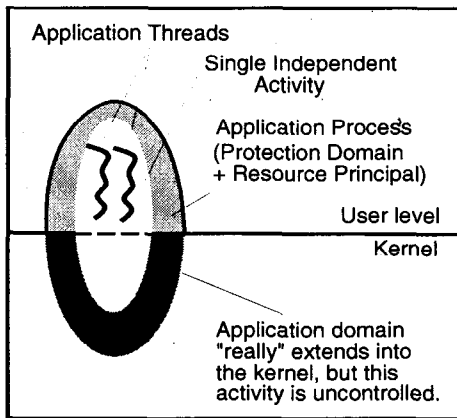 Application Threads
Single Independent
Activity
Application Process
(Protection Domain
+ Resource Principal)
User level
Kernel
Application domain
"really" extends into
the kernel, but this
activity is uncontrolled.